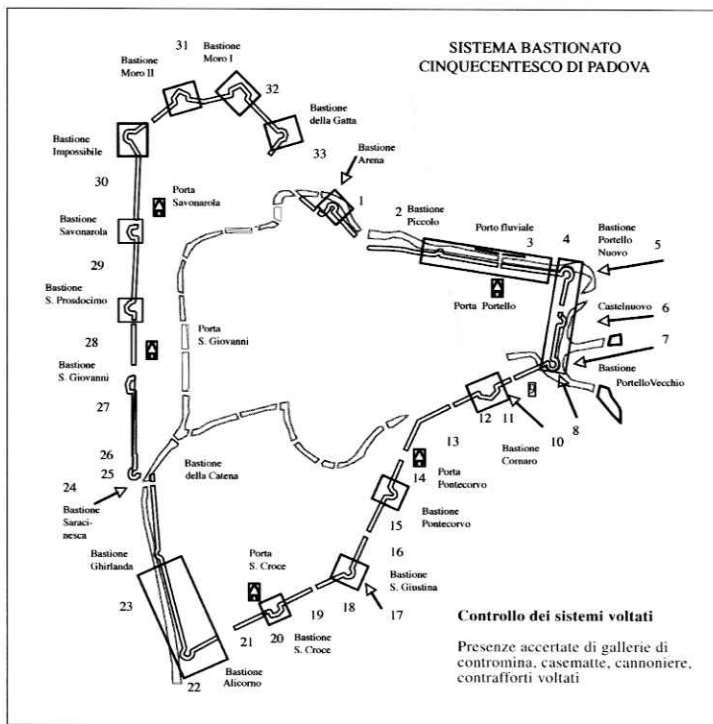 SISTEMA BASTIONATO
CINQUECENTESCO DI PADOVA
31
Bastione
Moro I
Bastione
Moro II
32
Bastione
della Gatta
Bastione
Impossibile
33
Bastione
Arena
30
Porta
Savonarola
1
2
Bastione
Piccolo
Porto fluviale
3
4
Bastione
Portello
Nuovo
5
Bastione
Savonarola
29
Porta Portello
Castelnuovo
6
Bastione
S. Prosdocimo
Porta
S. Giovanni
28
7
Bastione
Portello Vecchio
Bastione
S. Giovanni
9
8
27
12
11
10
Bastione
Cornaro
13
26
25
24
Bastione
della Catena
14
Porta
Pontecorvo
Bastione
Saraci-
nesca
15
Bastione
Pontecorvo
16
Bastione
Ghirlanda
Porta
S. Croce
23
Bastione
S. Giustina
18
17
19
20
21
Bastione
S. Croce
22
Bastione
Alicorno
Controllo dei sistemi voltati
Presenze accertate di gallerie di
contromina, casematte, cannoniere,
contrafforti voltati